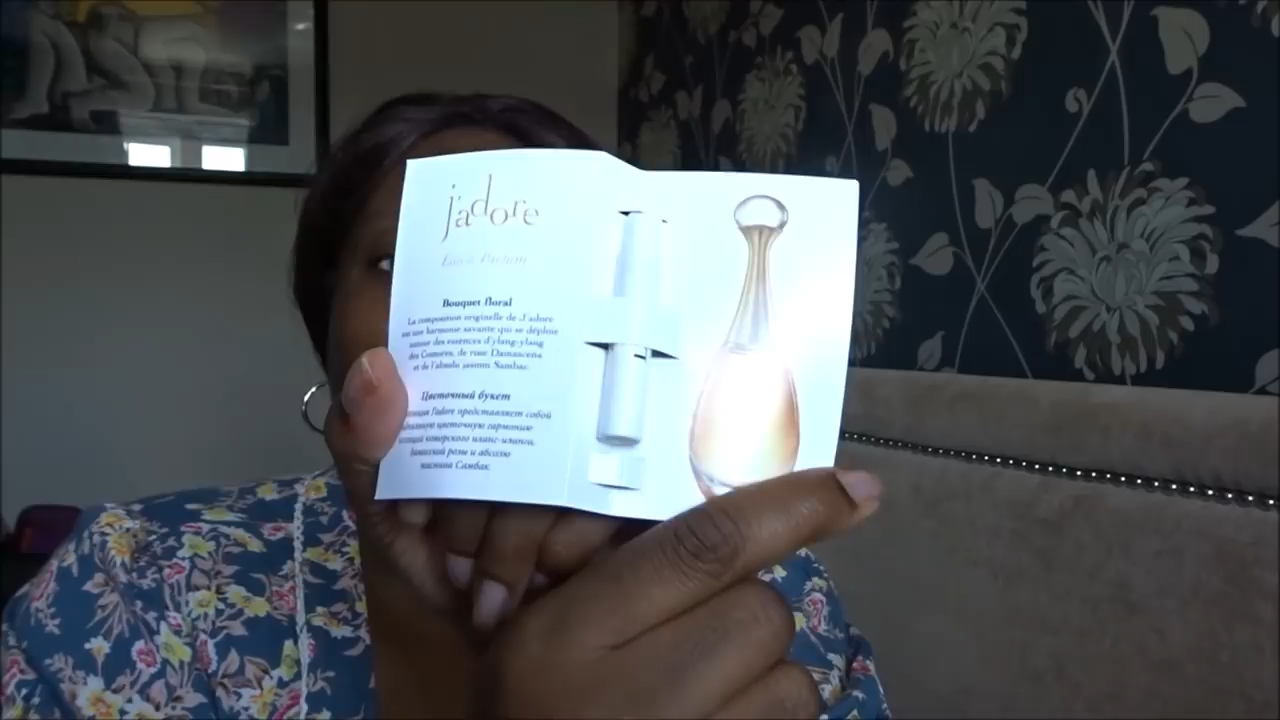 j'adore
Eau de Parfum
Bouquet floral
La composition originelle de J'adore
est une harmonie savante qui se déploie
autour des essences d'ylang-ylang
des Comores, de rose Damascena
et de l'absolu jasmin Sambac.
Цветочный букет
J'adore представляет собой
цветочную гармонию
коморского иланг-иланга,
дамасской розы и абсолю
жасмина Самбак.